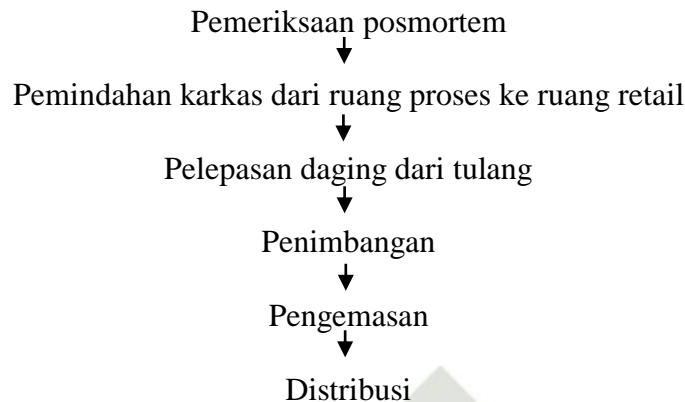 Pemeriksaan posmortem
Pemindahan karkas dari ruang proses ke ruang retail
Pelepasan daging dari tulang
Penimbangan
Pengemasan
Distribusi